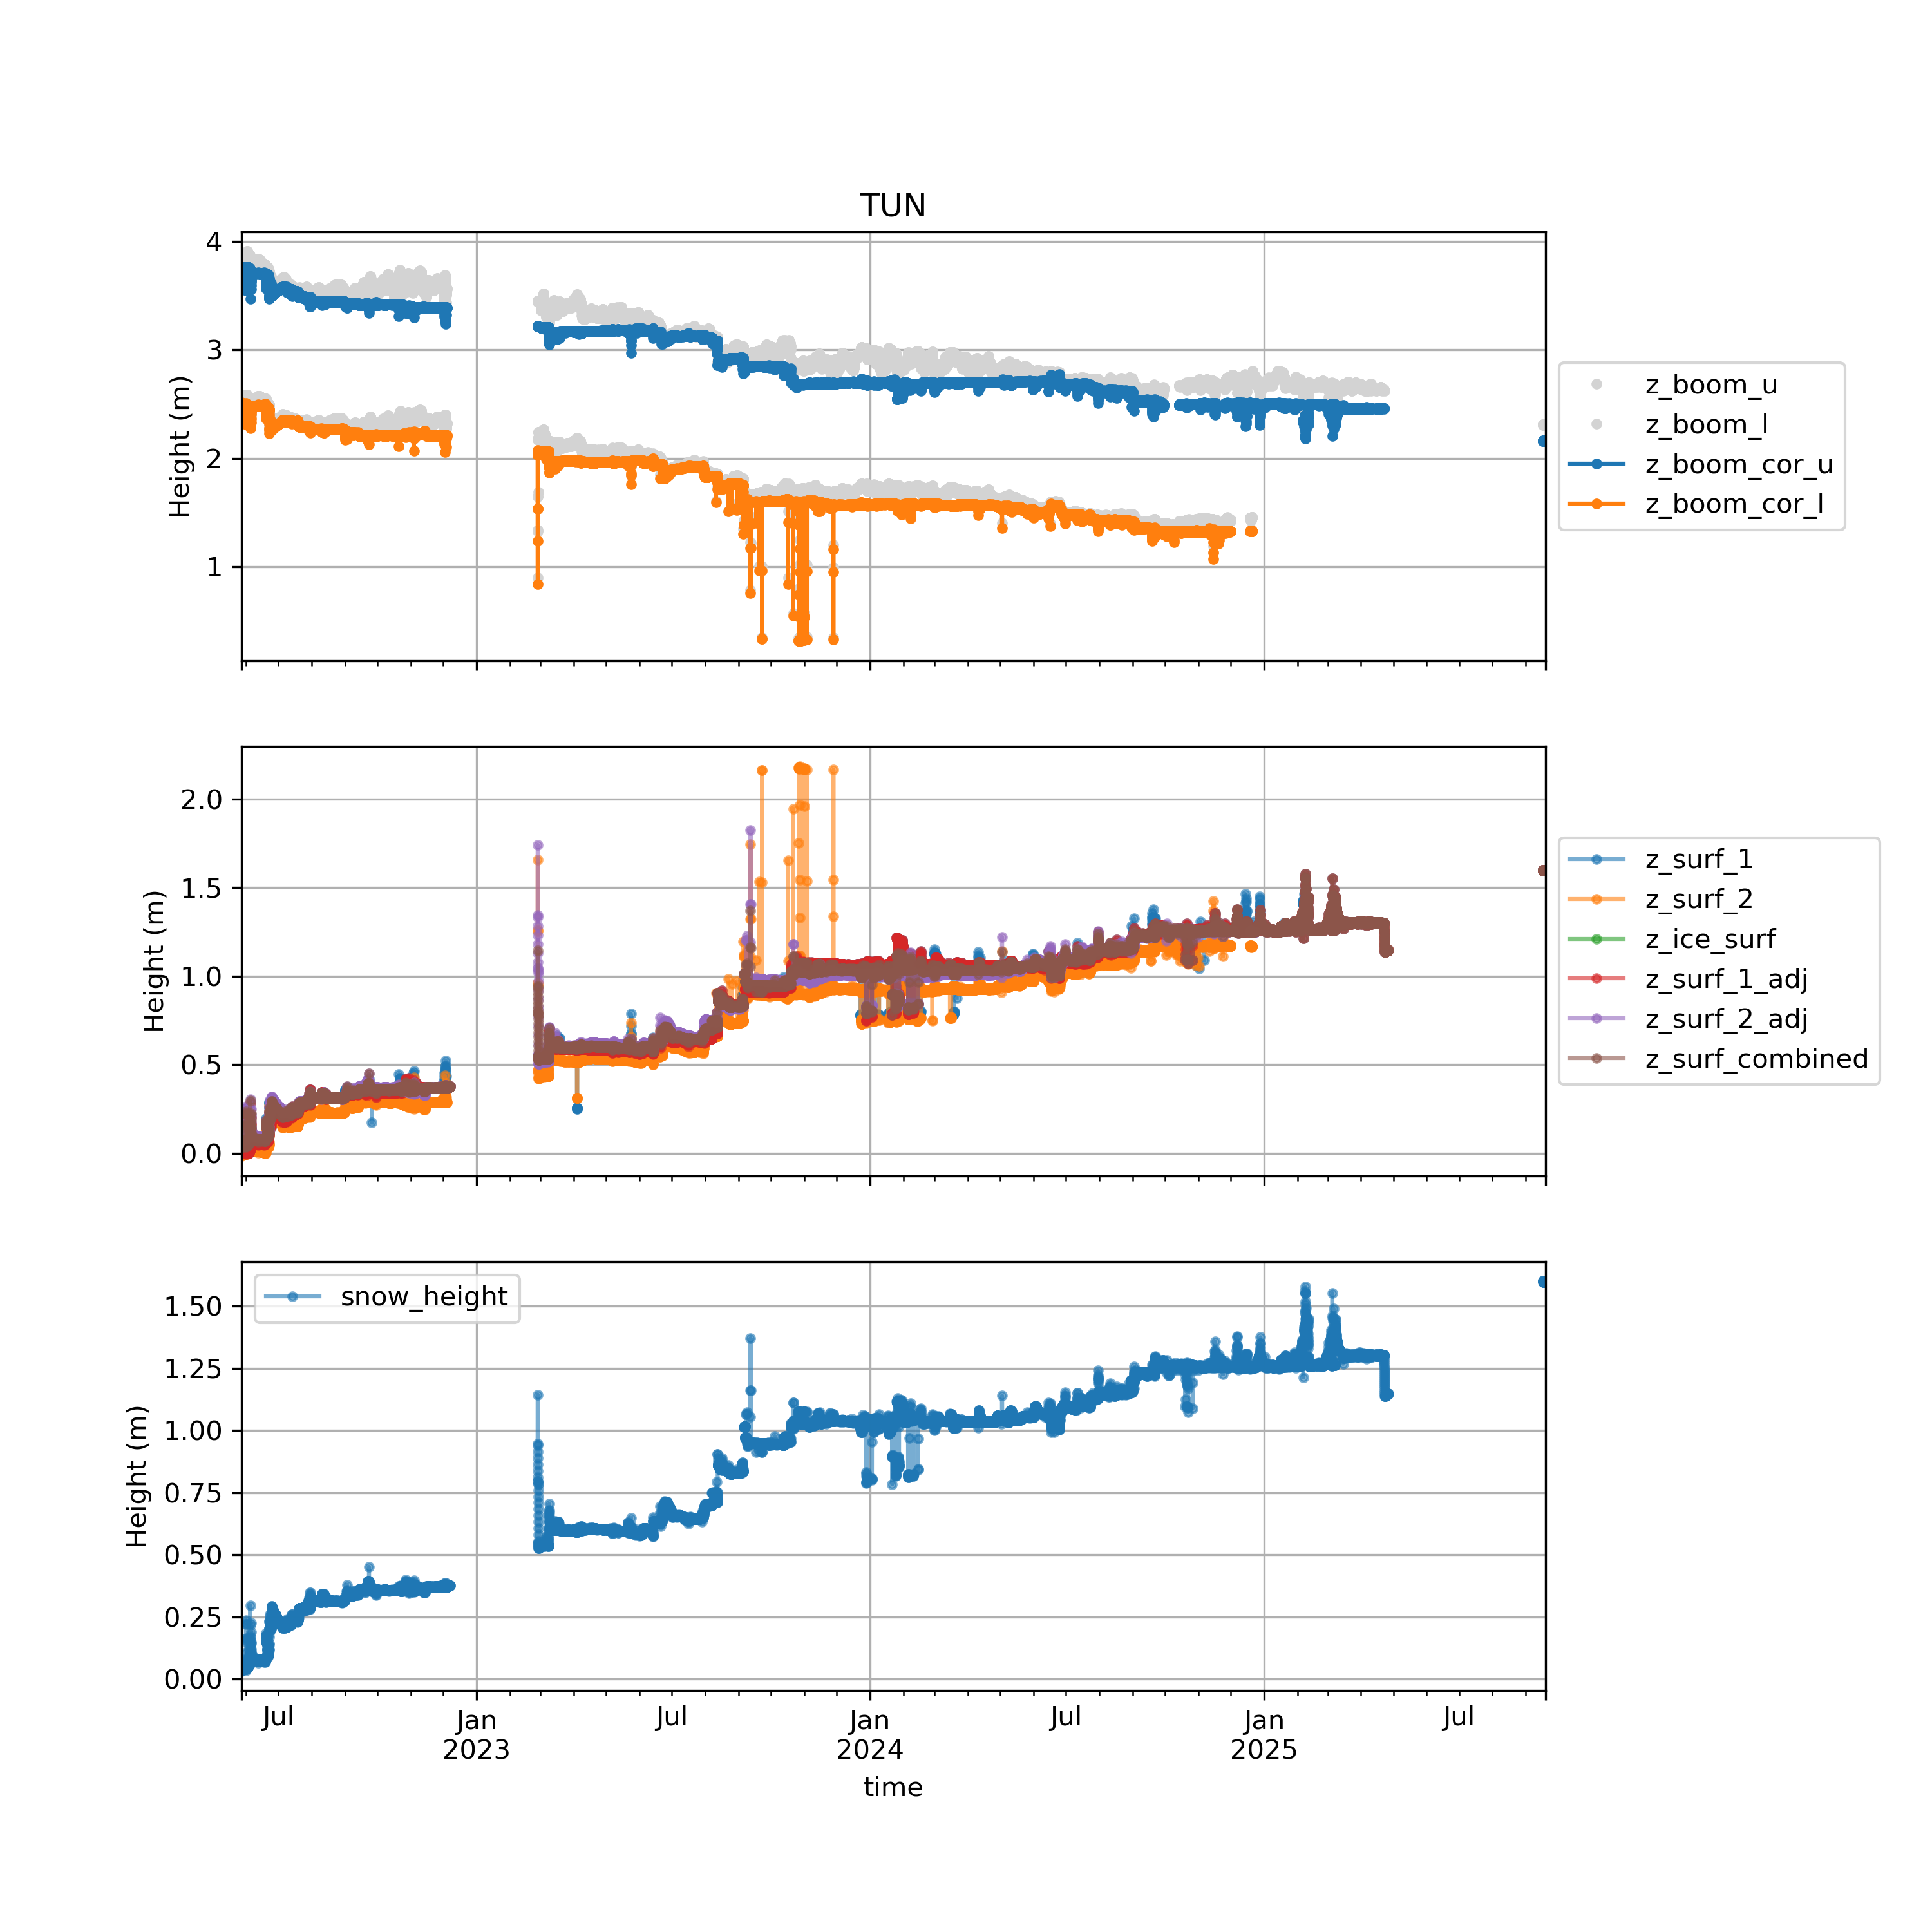 TUN
4
3
2
1
Height (m)
z_boom_u
z_boom_l
z_boom_cor_u
z_boom_cor_l
2.0
1.5
1.0
0.5
0.0
Height (m)
z_surf_1
z_surf_2
z_ice_surf
z_surf_1_adj
z_surf_2_adj
z_surf_combined
snow_height
1.50
1.25
1.00
0.75
0.50
0.25
0.00
Height (m)
Jul Jan Jul Jan Jul Jan Jul
2023 2024 2025
time